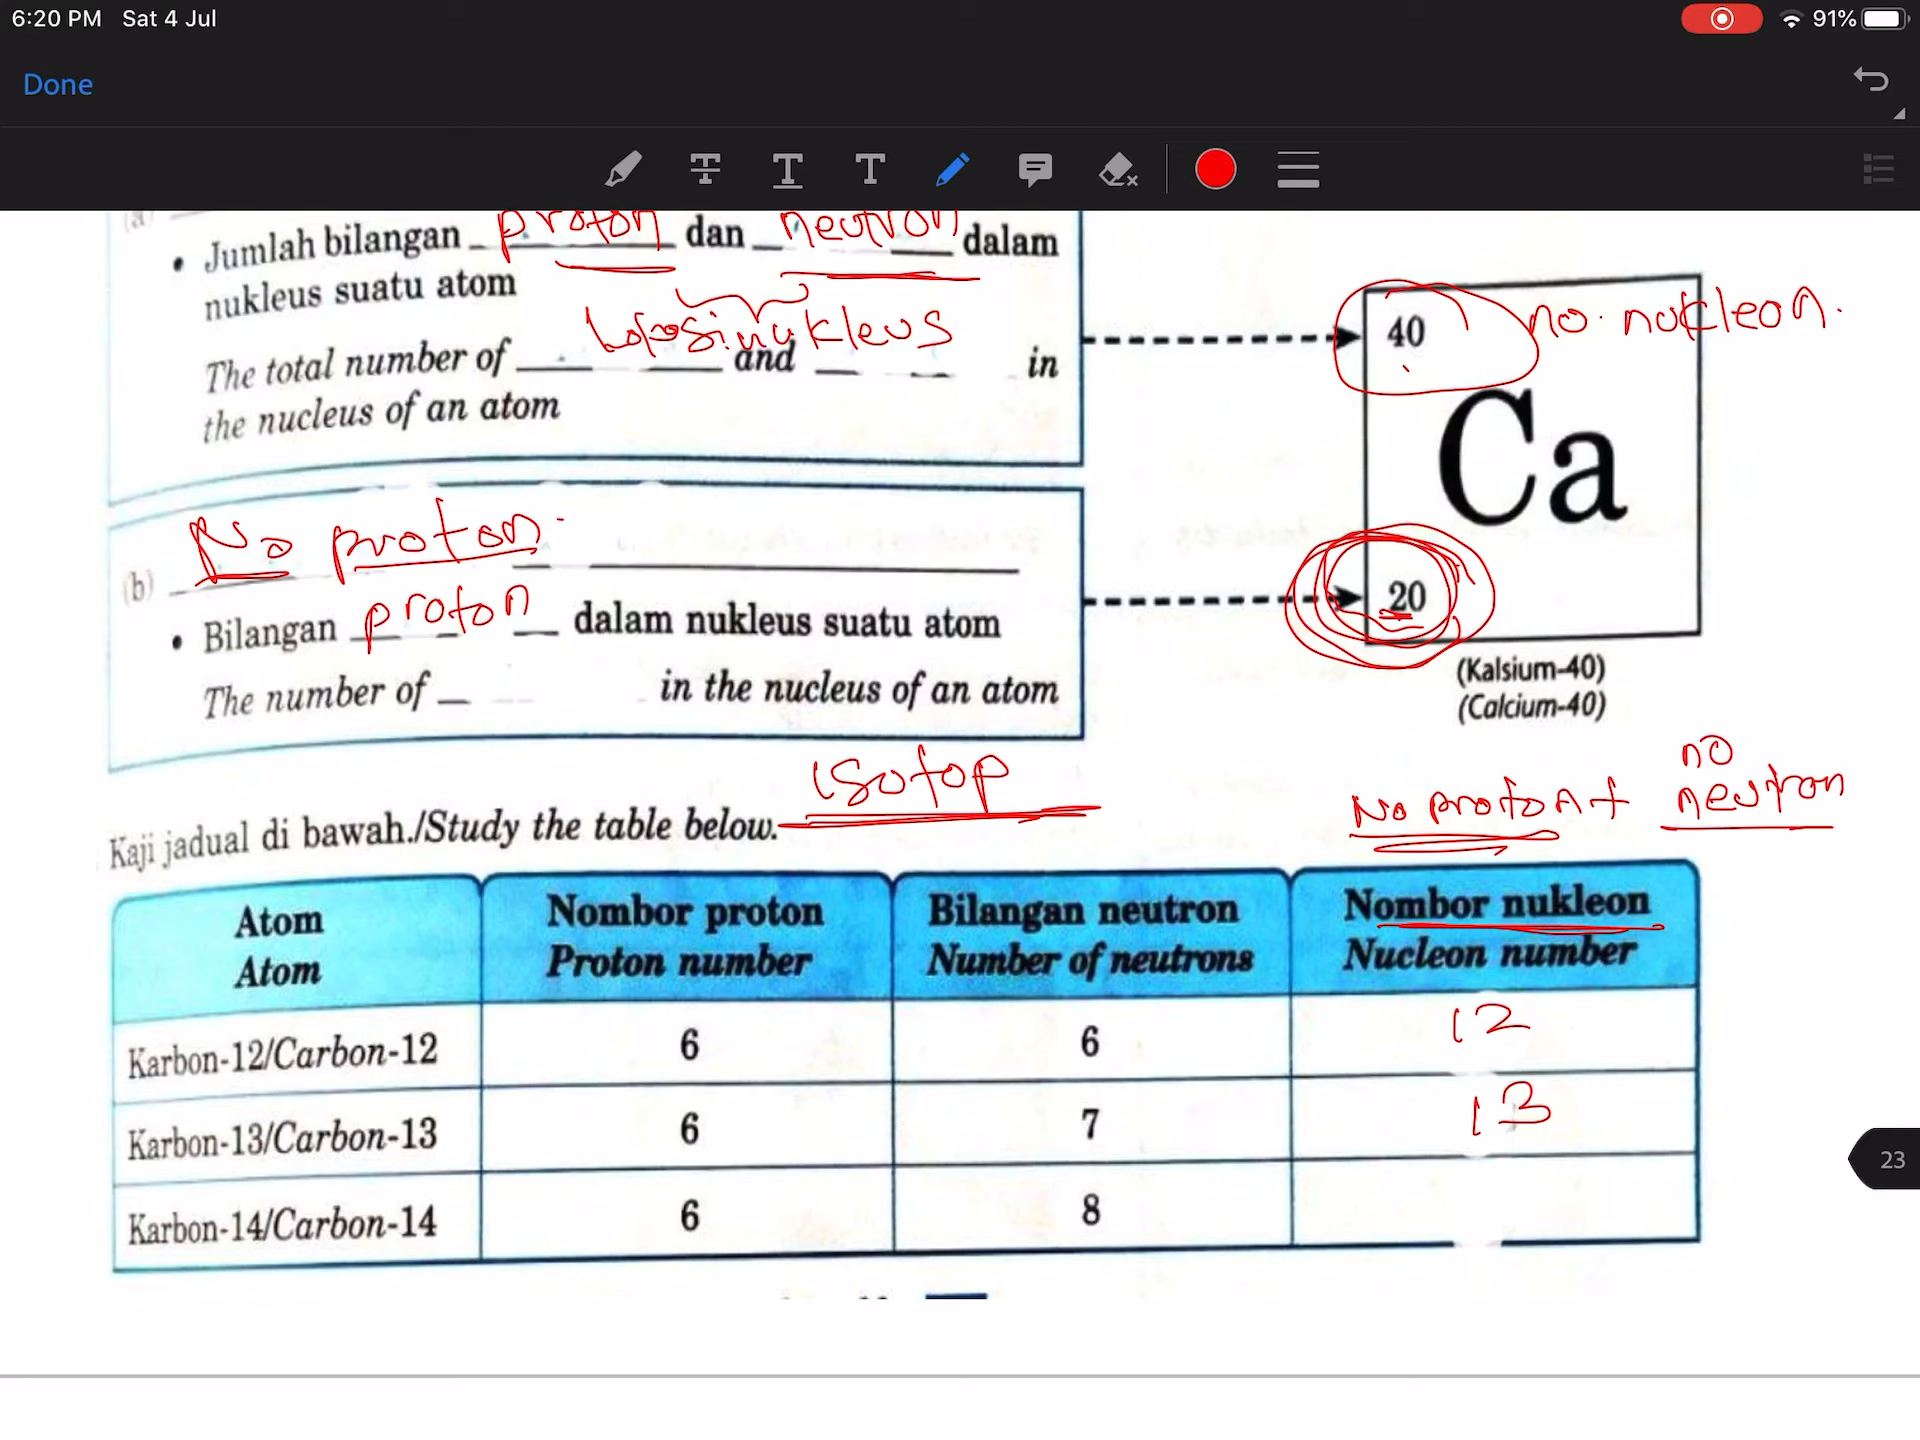 6:20 PM Sat 4 Jul
91%
Done
(a)
• Jumlah bilangan proton dan neutron dalam
nukleus suatu atom
nukleus
The total number of ___ and ___ in
the nucleus of an atom
40
no. nukleon.
Ca
20
(Kalsium-40)
(Calcium-40)
(b) No proton.
• Bilangan proton dalam nukleus suatu atom
The number of ___ in the nucleus of an atom
isotop
No proton + no neutron
Kaji jadual di bawah./Study the table below.
Atom Nombor proton Bilangan neutron Nombor nukleon
Atom Proton number Number of neutrons Nucleon number
Karbon-12/Carbon-12 6 6 12
Karbon-13/Carbon-13 6 7 13
Karbon-14/Carbon-14 6 8
23